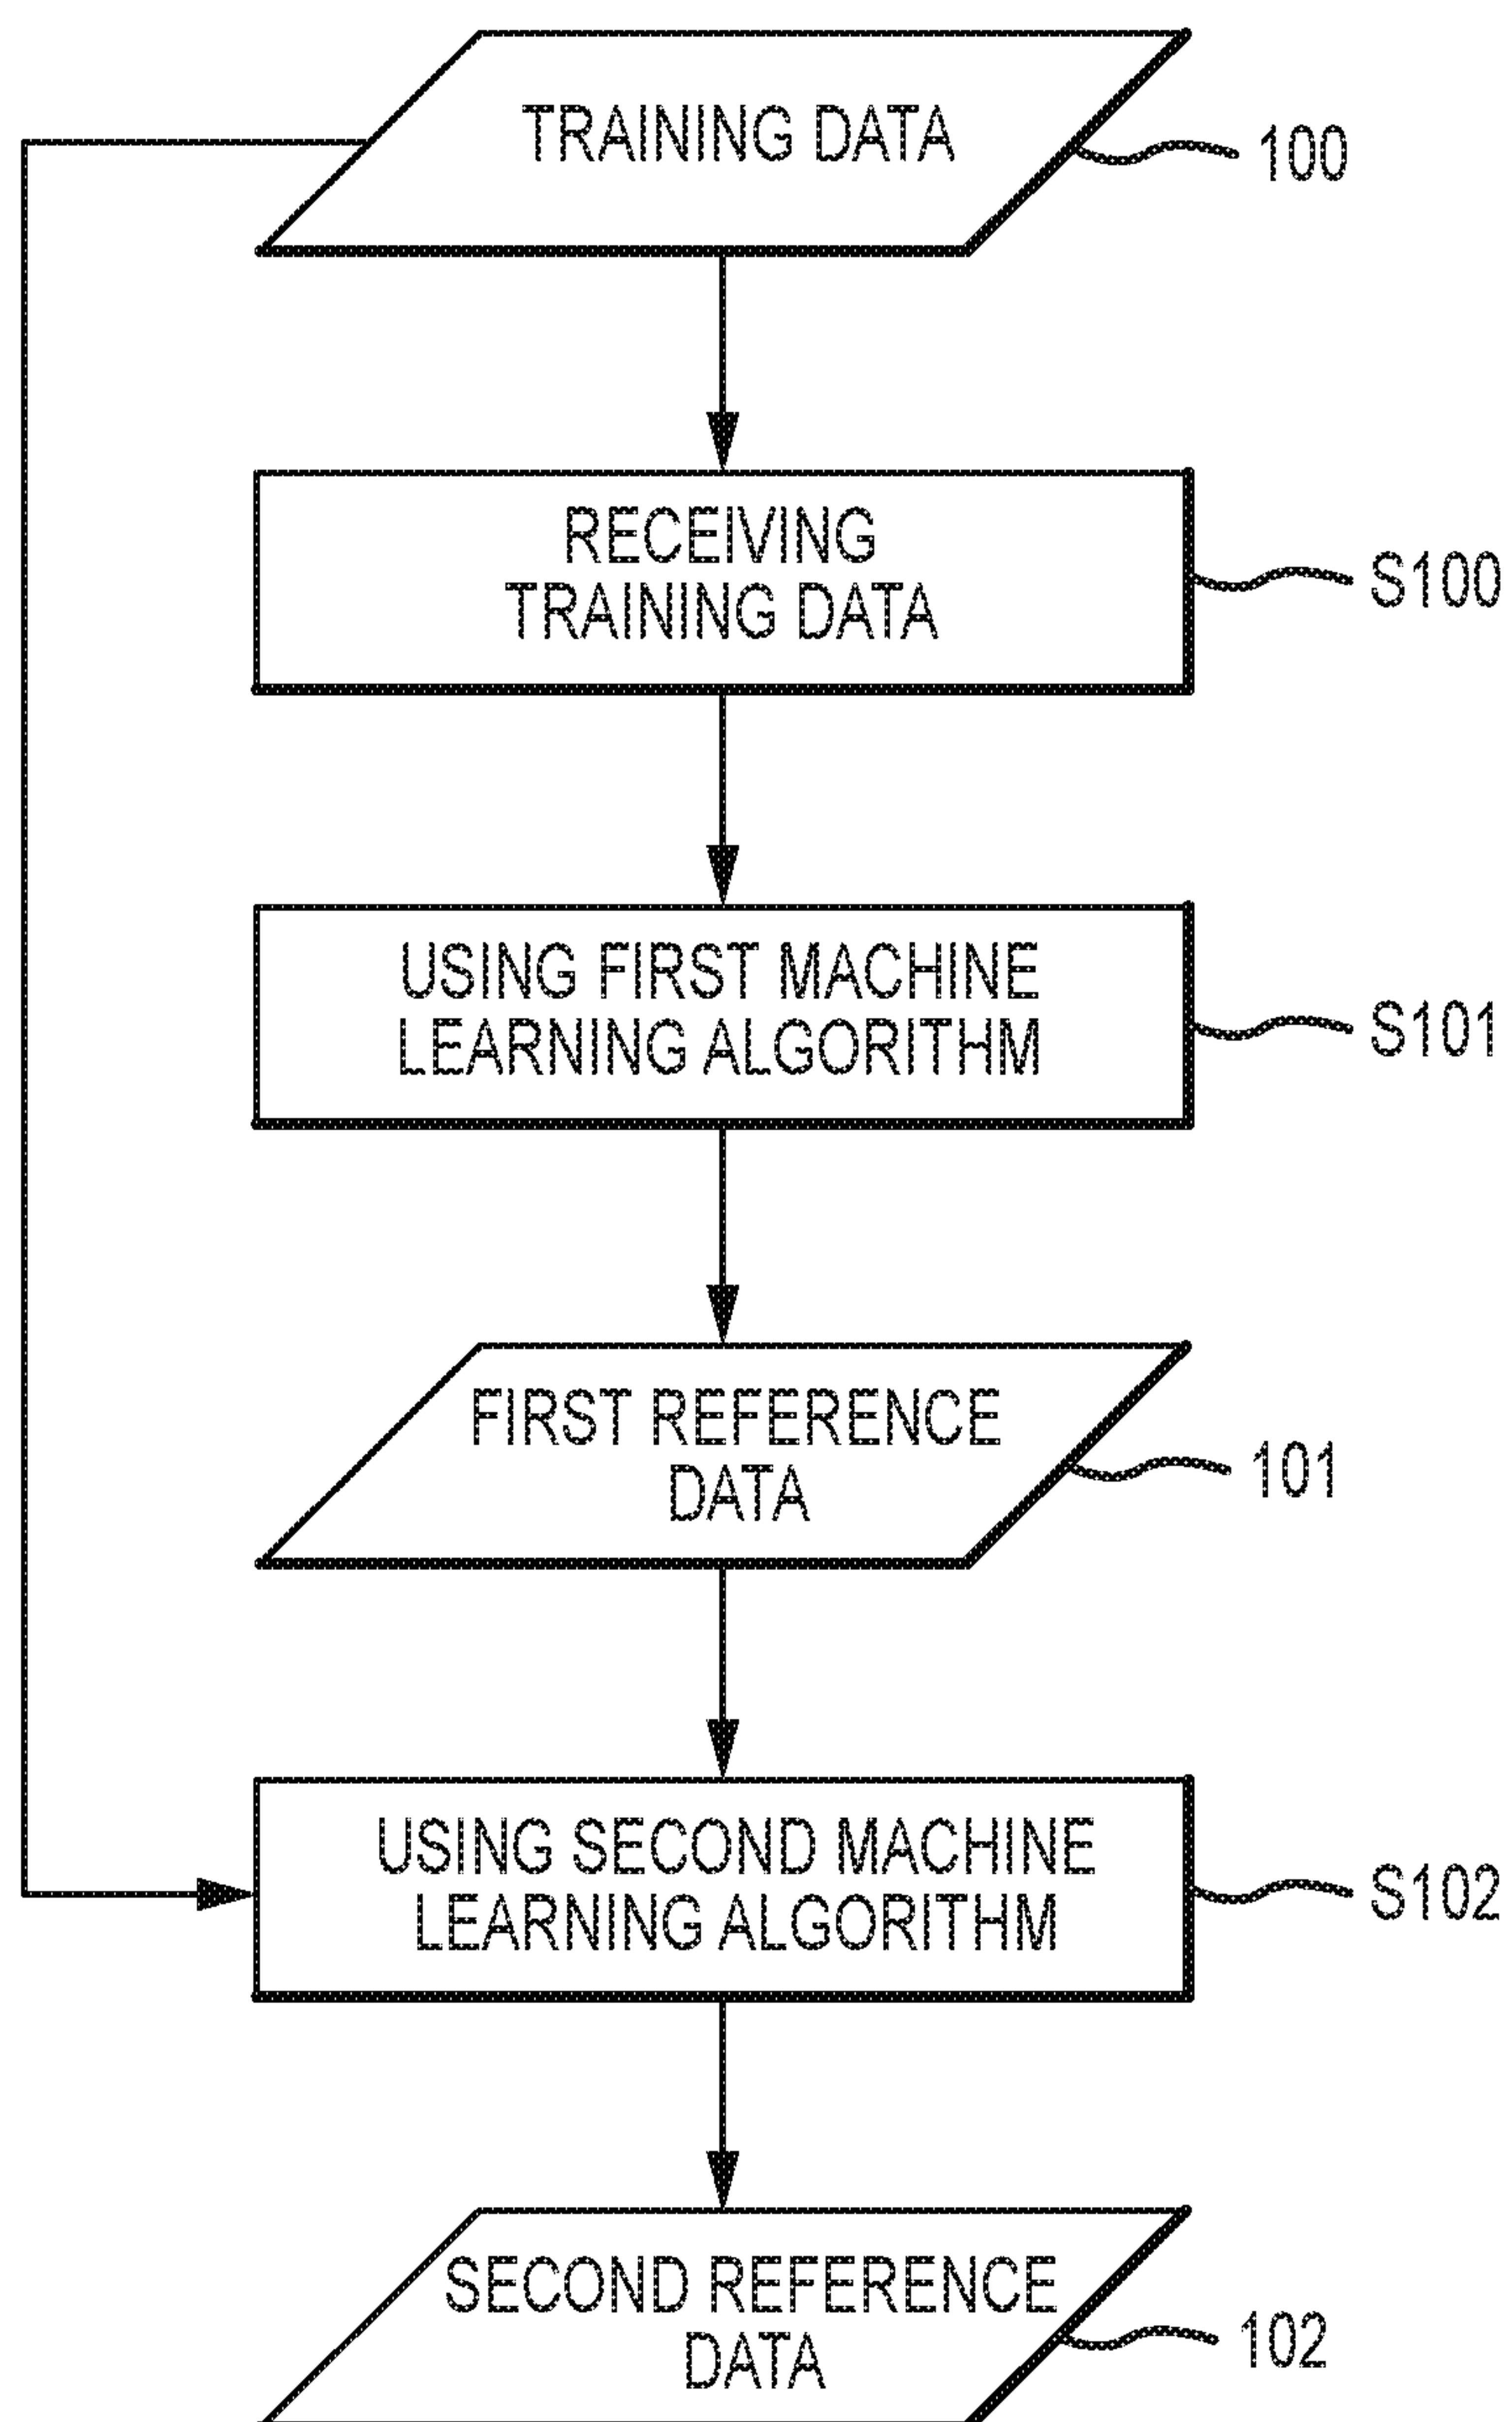 TRAINING DATA
100
RECEIVING
TRAINING DATA
S100
USING FIRST MACHINE
LEARNING ALGORITHM
S101
FIRST REFERENCE
DATA
101
USING SECOND MACHINE
LEARNING ALGORITHM
S102
SECOND REFERENCE
DATA
102